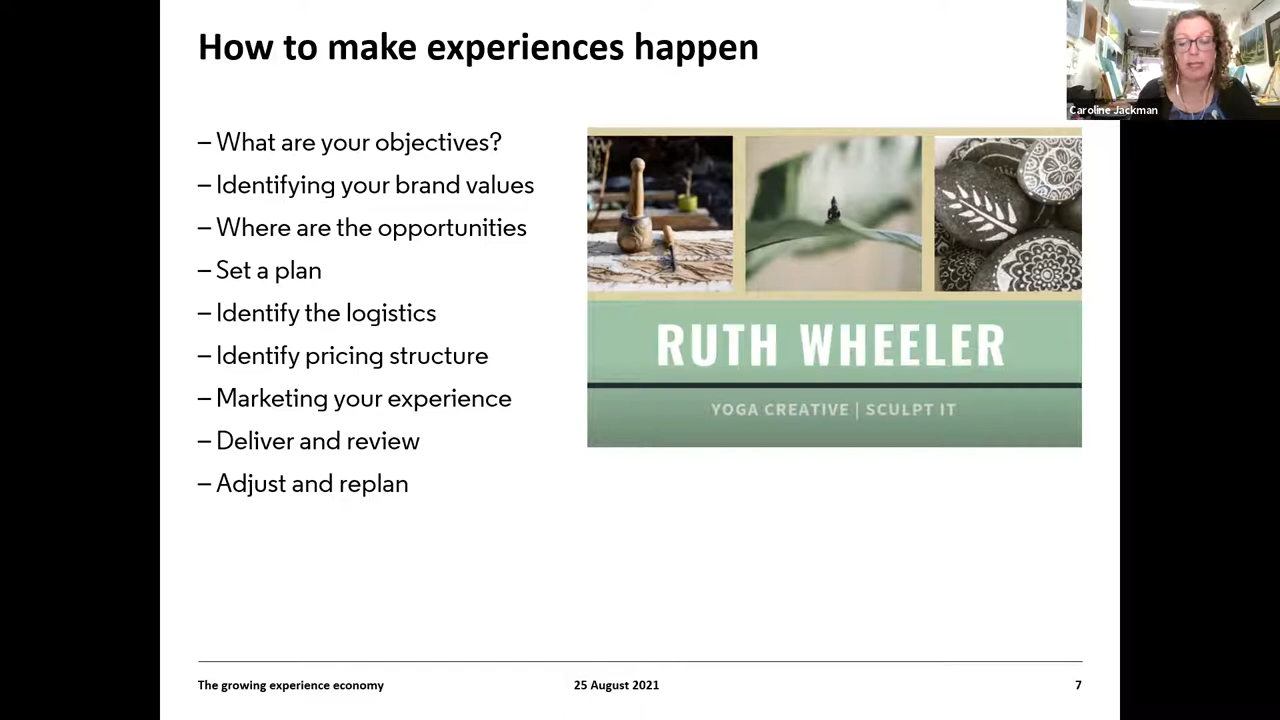 How to make experiences happen
Caroline Jackman
– What are your objectives?
– Identifying your brand values
– Where are the opportunities
– Set a plan
– Identify the logistics
– Identify pricing structure
– Marketing your experience
– Deliver and review
– Adjust and replan
RUTH WHEELER
YOGA CREATIVE | SCULPT IT
The growing experience economy
25 August 2021
7